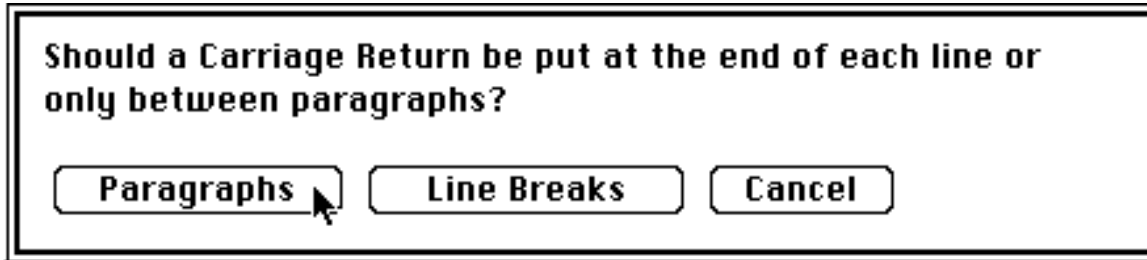 Should a Carriage Return be put at the end of each line or
only between paragraphs?
Paragraphs Line Breaks Cancel